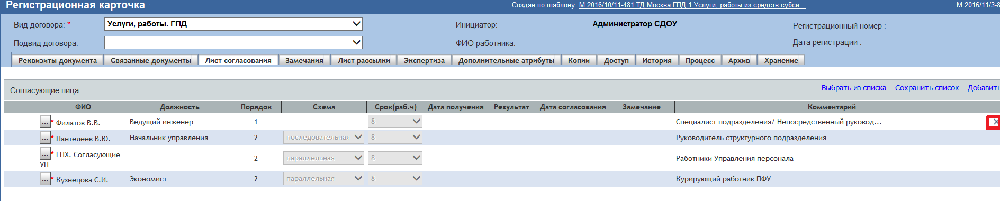 Регистрационная карточка
Создан по шаблону: М 2016/10/11-481 ТД Москва ГПД 1.Услуги, работы из средств субси...
М 2016/11/3-8
Вид договора: * Услуги, работы. ГПД
Инициатор: Администратор СДОУ
Регистрационный номер :
Подвид договора:
ФИО работника:
Дата регистрации :
Реквизиты документа Связанные документы Лист согласования Замечания Лист рассылки Экспертиза Дополнительные атрибуты Копии Доступ История Процесс Архив Хранение
Согласующие лица
Выбрать из списка Сохранить список Добавить
ФИО Должность Порядок Схема Срок(раб.ч) Дата получения Результат Дата согласования Замечание Комментарий
... * Филатов В.В. Ведущий инженер 1 8 Специалист подразделения/ Непосредственный руковод...
... * Пантелеев В.Ю. Начальник управления 2 последовательная 8 Руководитель структурного подразделения
... * ГПХ. Согласующие
УП 2 параллельная 8 Работники Управления персонала
... * Кузнецова С.И. Экономист 2 параллельная 8 Курирующий работник ПФУ